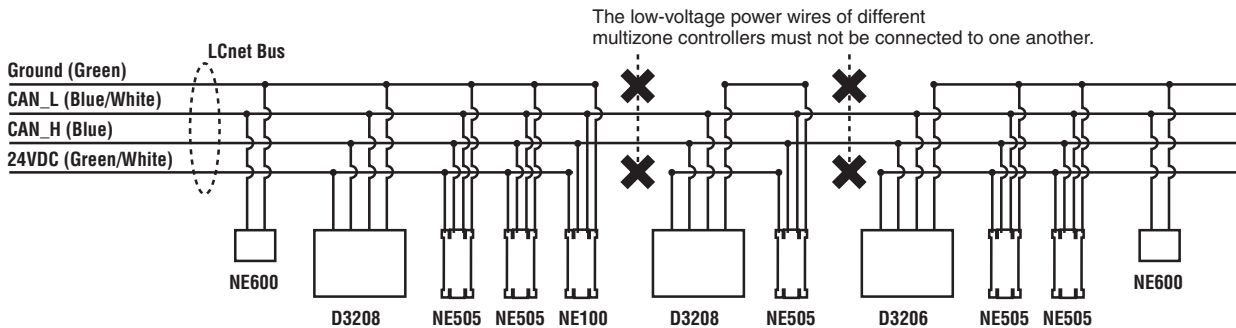 The low-voltage power wires of different
multizone controllers must not be connected to one another.
LCnet Bus
Ground (Green)
CAN_L (Blue/White)
CAN_H (Blue)
24VDC (Green/White)
NE600
D3208
NE505
NE505
NE100
D3208
NE505
D3206
NE505
NE505
NE600